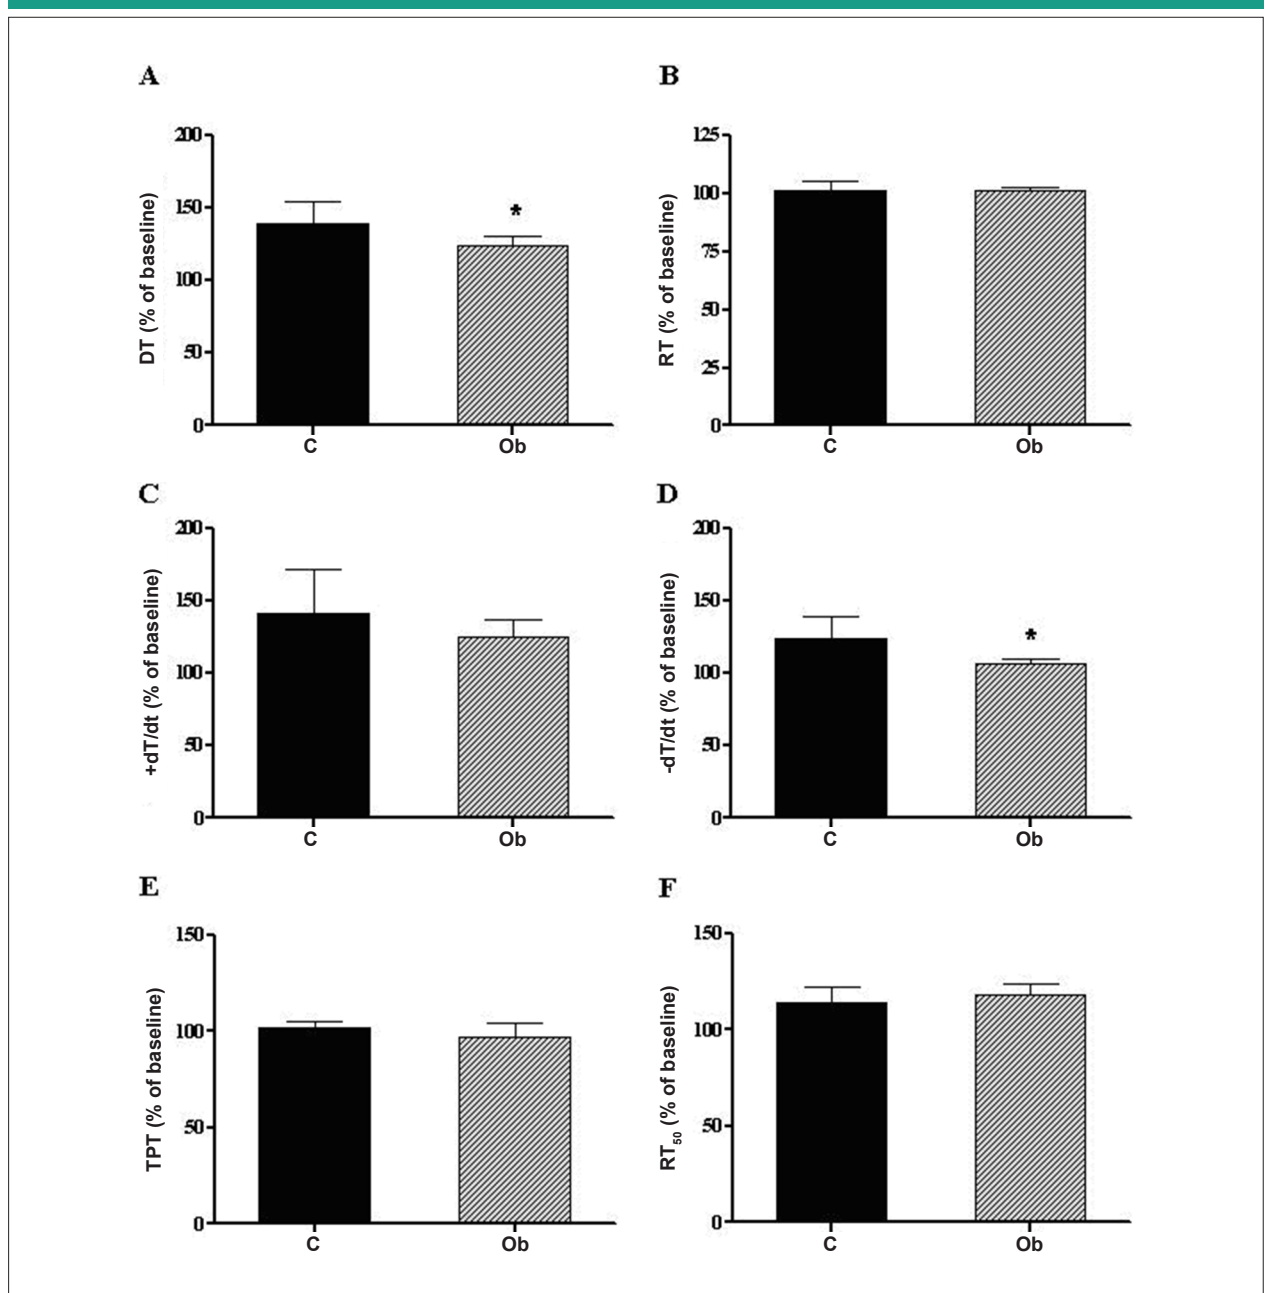 A
DT (% of baseline)
200
150
100
50
0
C
Ob
*
B
RT (% of baseline)
125
100
75
50
25
0
C
Ob
C
+dT/dt (% of baseline)
200
150
100
50
0
C
Ob
D
-dT/dt (% of baseline)
200
150
100
50
0
C
Ob
*
E
TPT (% of baseline)
150
100
50
0
C
Ob
F
RT50 (% of baseline)
150
100
50
0
C
Ob